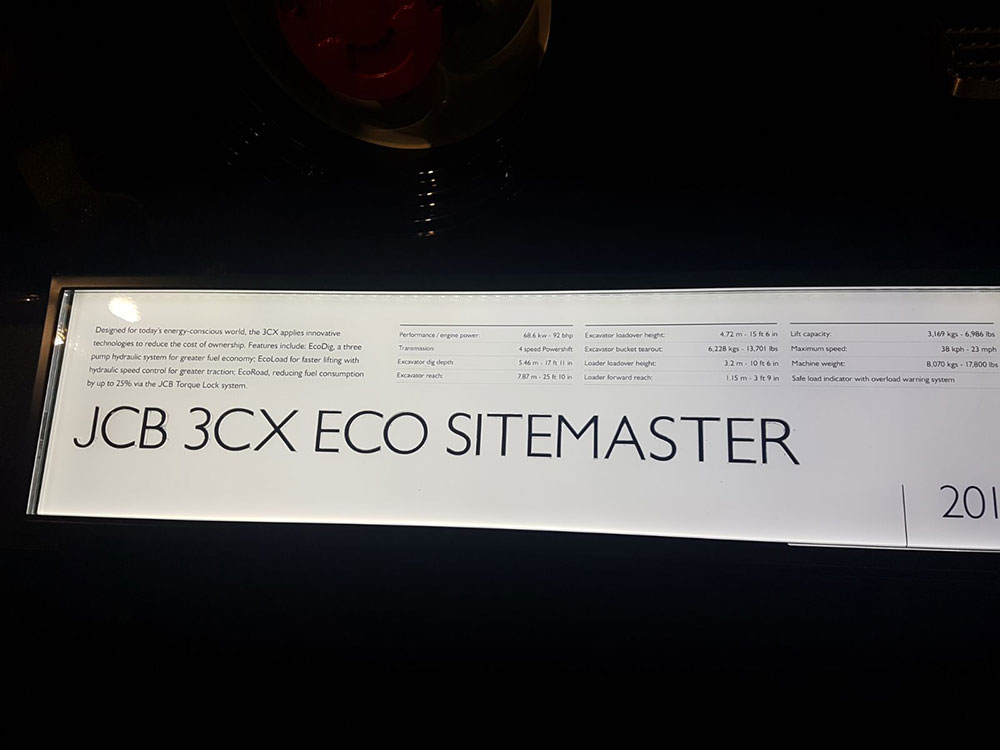 Designed for today's energy-conscious world, the 3CX applies innovative
technologies to reduce the cost of ownership. Features include: EcoDig, a three
pump hydraulic system for greater fuel economy; EcoLoad for faster lifting with
hydraulic speed control for greater traction; EcoRoad, reducing fuel consumption
by up to 25% via the JCB Torque Lock system.
Performance / engine power: 68.6 kw - 92 bhp
Transmission: 4 speed Powershift
Excavator dig depth 5.46 m - 17 ft 11 in
Excavator reach: 7.87 m - 25 ft 10 in
Excavator loadover height: 4.72 m - 15 ft 6 in
Excavator bucket tearout: 6,228 kgs - 13,701 lbs
Loader loadover height: 3.2 m - 10 ft 6 in
Loader forward reach: 1.15 m - 3 ft 9 in
Lift capacity: 3,169 kgs - 6,986 lbs
Maximum speed: 38 kph - 23 mph
Machine weight: 8,070 kgs - 17,800 lbs
Safe load indicator with overload warning system
JCB 3CX ECO SITEMASTER
201